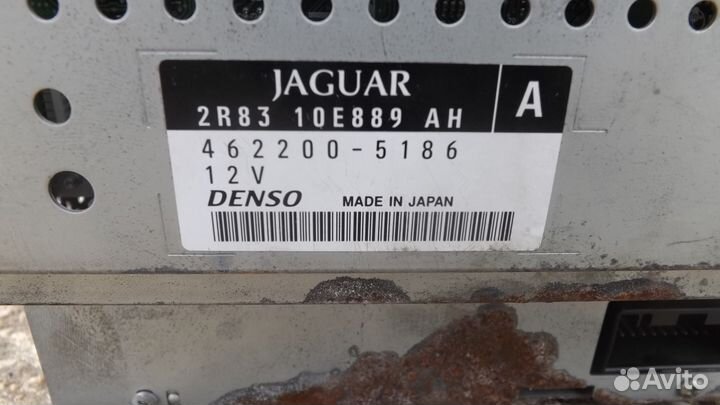 JAGUAR
2R83 10E889 AH
A
462200-5186
12V
DENSO MADE IN JAPAN
Avito